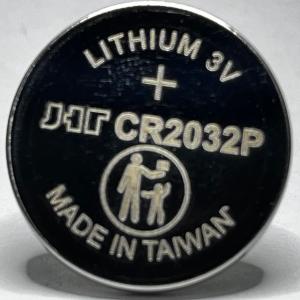 LITHIUM 3V
+
JHT CR2032P
MADE IN TAIWAN